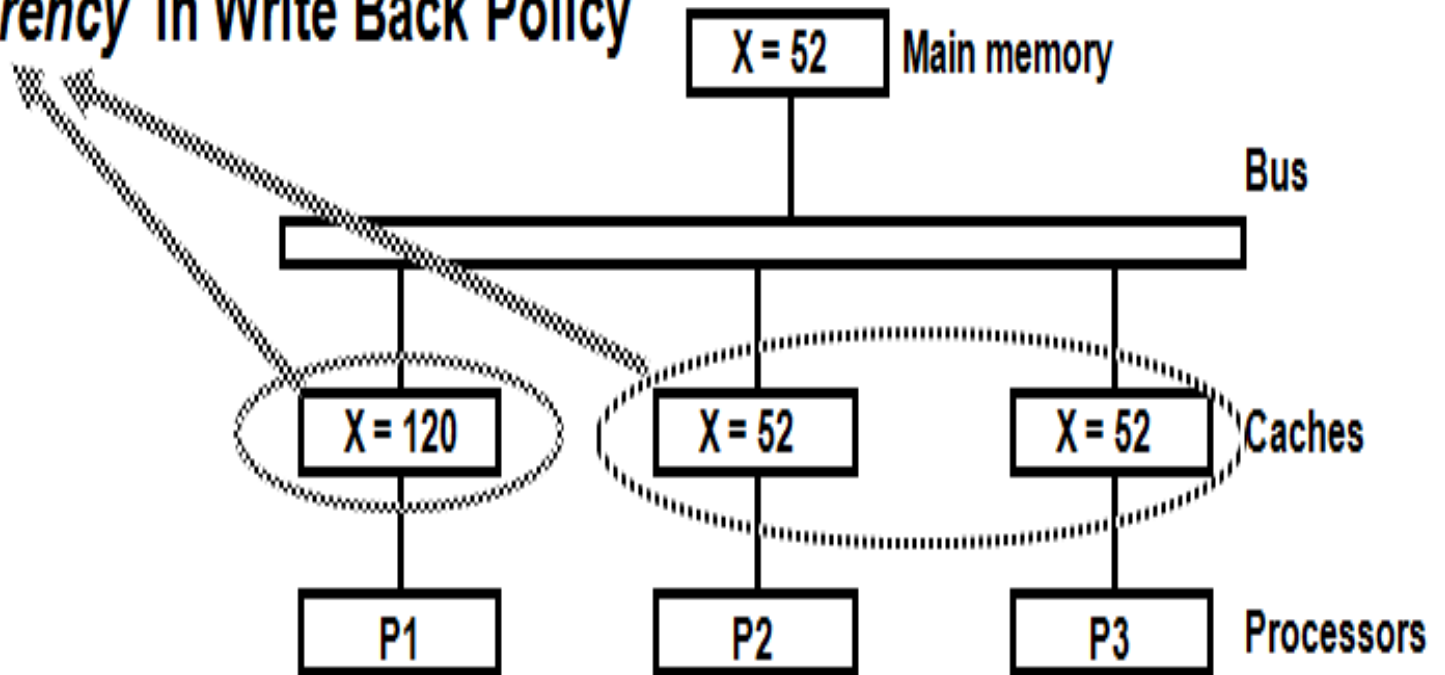 rency in Write Back Policy
X = 52 Main memory
Bus
X = 120 X = 52 X = 52 Caches
P1 P2 P3 Processors